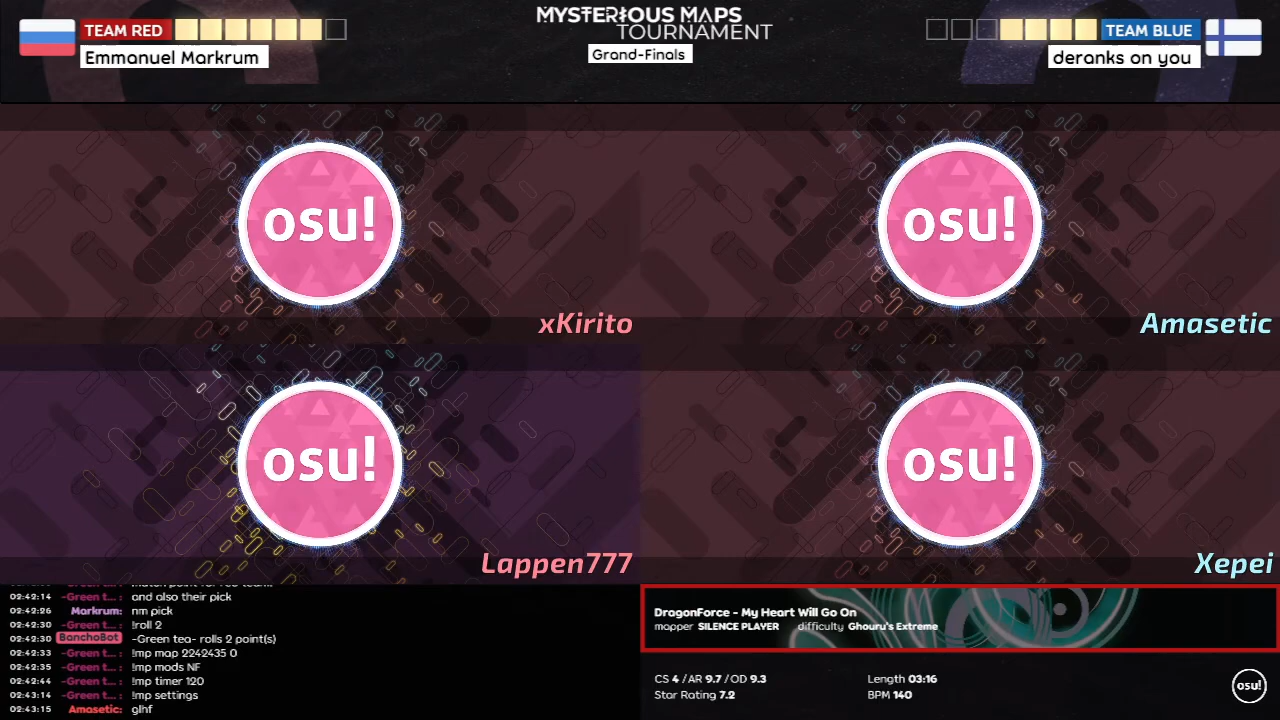 TEAM RED
Emmanuel Markrum
MYSTERIOUS MAPS
TOURNAMENT
Grand-Finals
TEAM BLUE
deranks on you
osu!
xKirito
osu!
Amasetic
osu!
Lappen777
osu!
Xepei
02:42:14 -Green t... : and also their pick
02:42:26 Markrum: nm pick
02:42:30 -Green t... : !roll 2
02:42:30 BanchoBot -Green tea- rolls 2 point(s)
02:42:33 -Green t... : !mp map 2242435 0
02:42:35 -Green t... : !mp mods NF
02:42:44 -Green t... : !mp timer 120
02:43:14 -Green t... : !mp settings
02:43:15 Amasetic: glhf
DragonForce - My Heart Will Go On
mapper SILENCE PLAYER difficulty Ghouru's Extreme
CS 4 / AR 9.7 / OD 9.3 Length 03:16
Star Rating 7.2 BPM 140
osu!